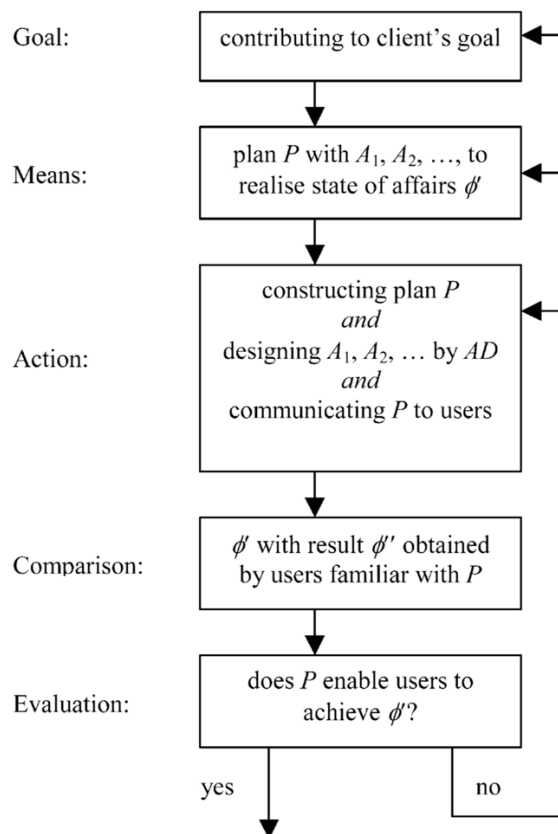 Goal:
contributing to client's goal
Means:
plan P with A₁, A₂, …, to
realise state of affairs ϕ′
Action:
constructing plan P
and
designing A₁, A₂, … by AD
and
communicating P to users
Comparison:
ϕ′ with result ϕ′′ obtained
by users familiar with P
Evaluation:
does P enable users to
achieve ϕ′?
yes
no